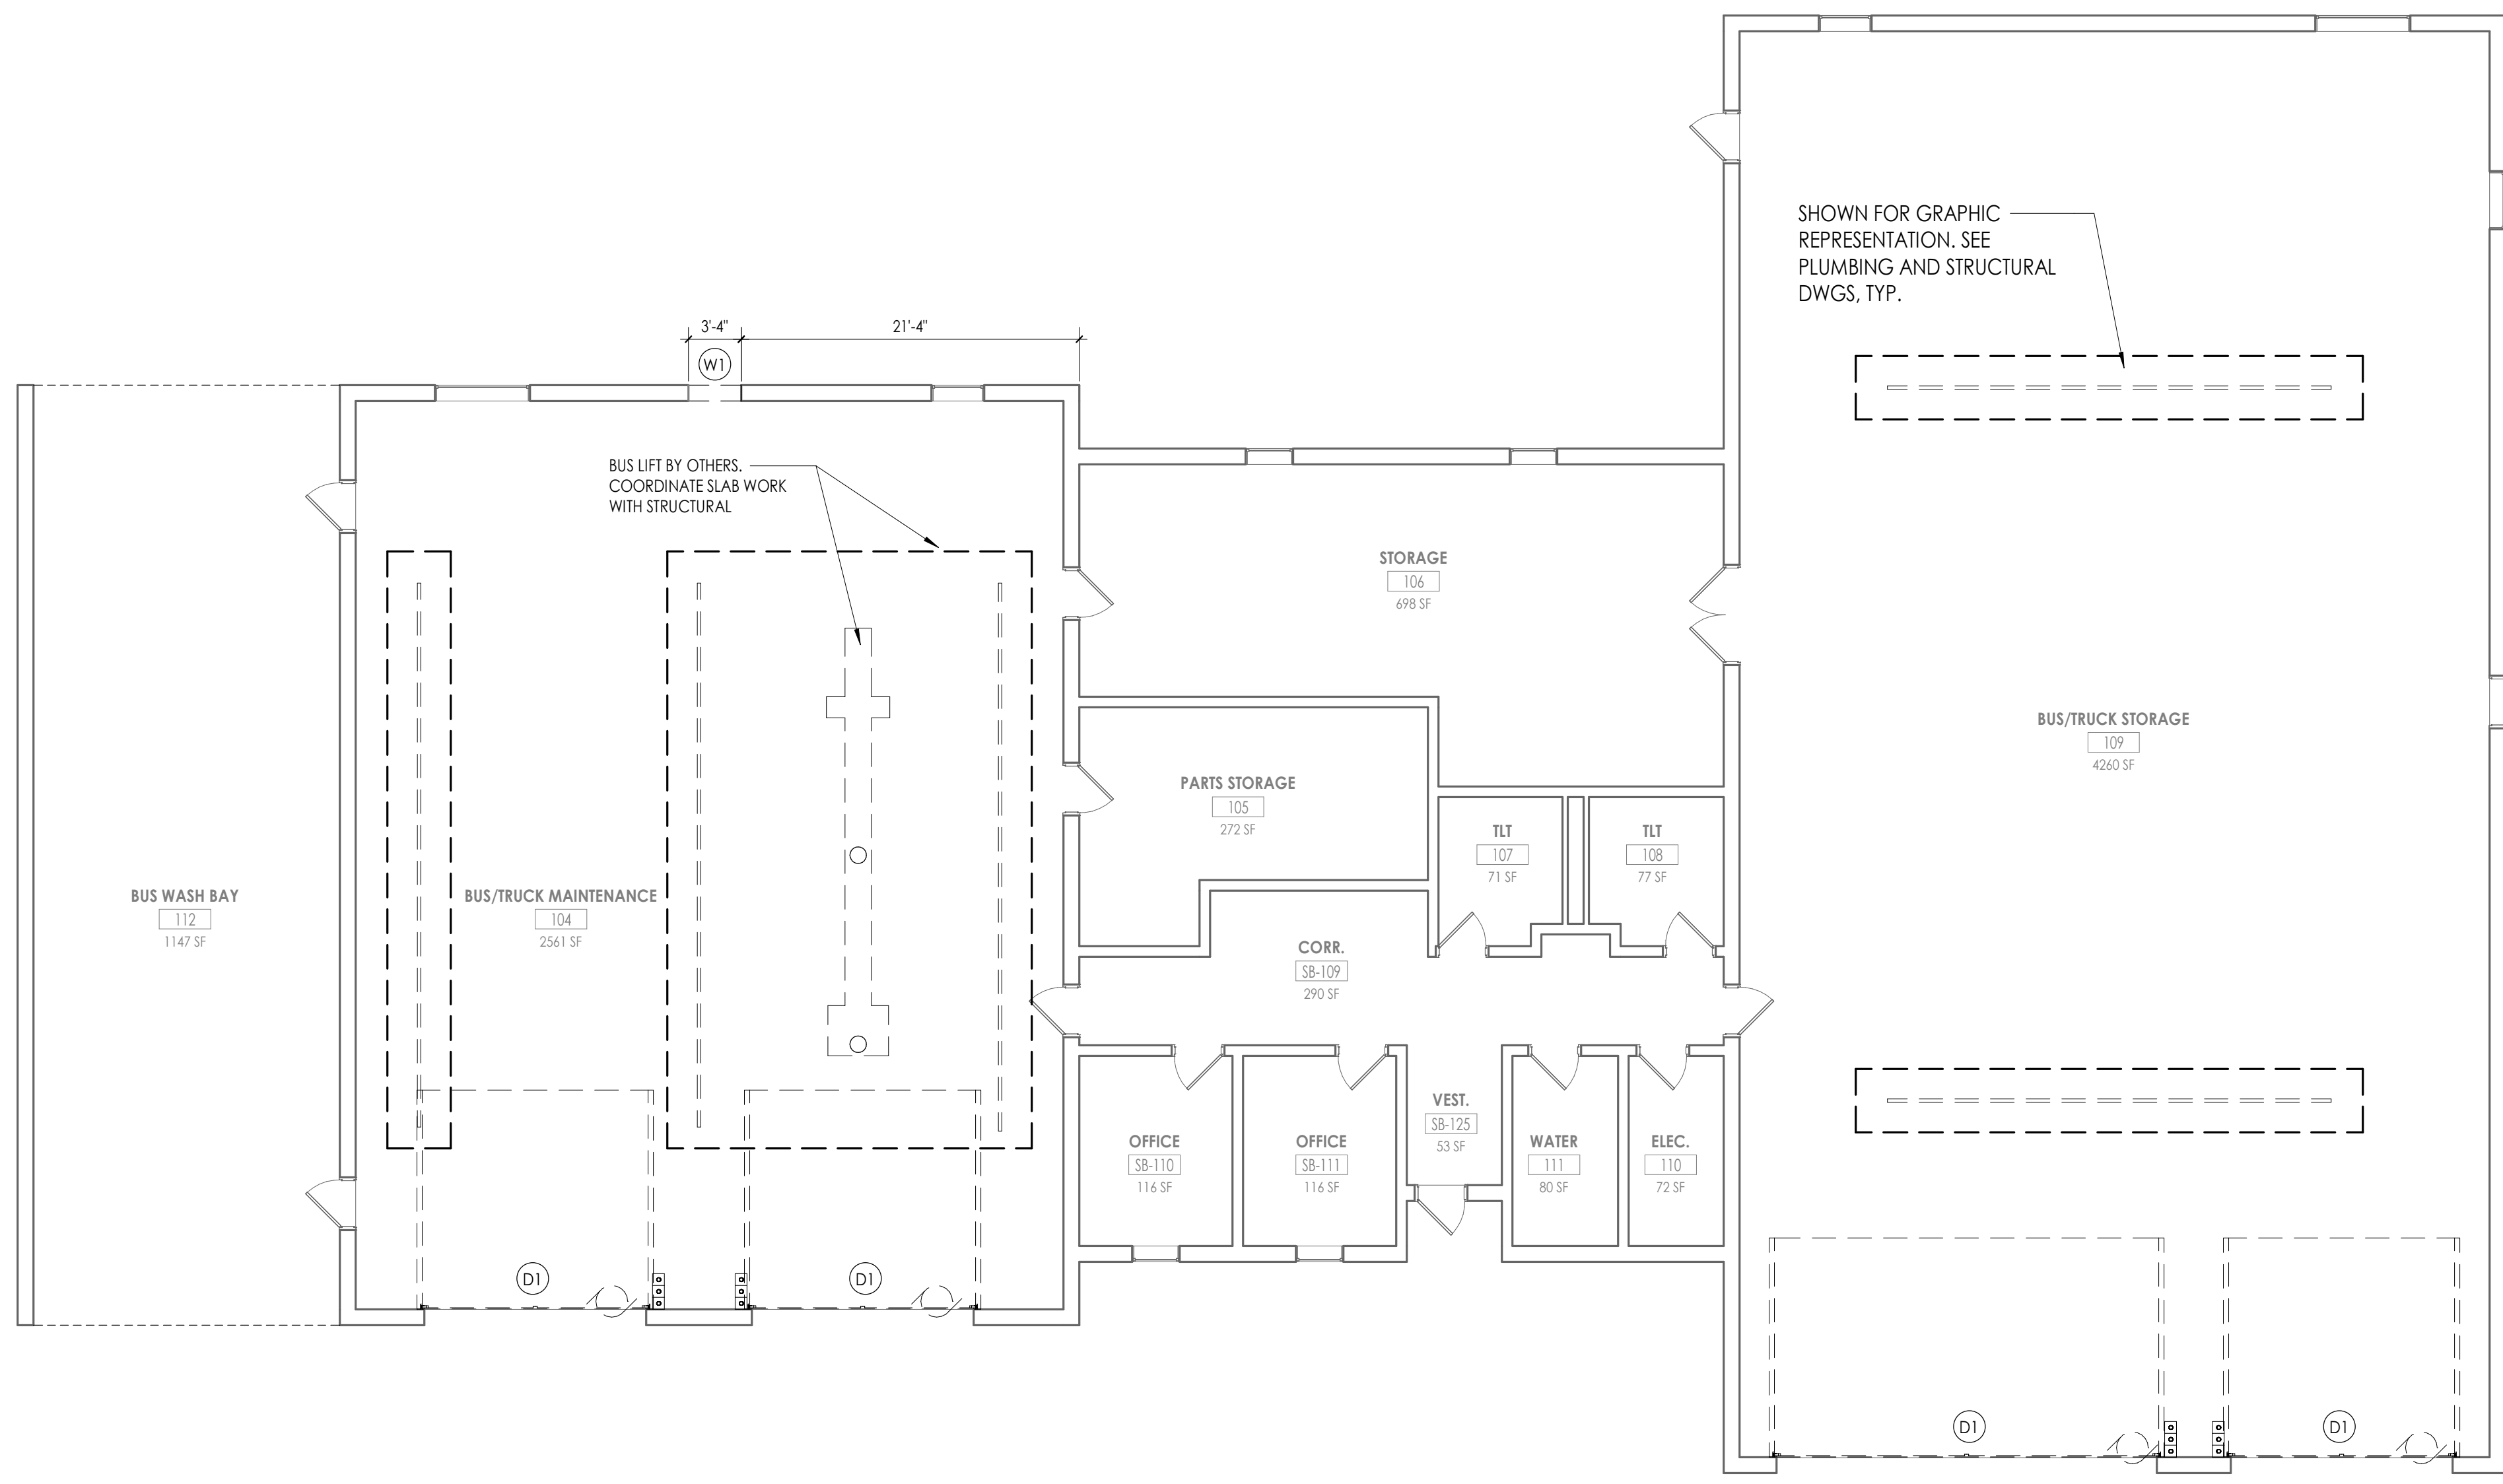 SHOWN FOR GRAPHIC
REPRESENTATION. SEE
PLUMBING AND STRUCTURAL
DWGS, TYP.
3'-4"
21'-4"
W1
BUS LIFT BY OTHERS.
COORDINATE SLAB WORK
WITH STRUCTURAL
STORAGE
106
698 SF
BUS/TRUCK STORAGE
109
4260 SF
PARTS STORAGE
105
272 SF
TLT
107
71 SF
TLT
108
77 SF
BUS WASH BAY
112
1147 SF
BUS/TRUCK MAINTENANCE
104
2561 SF
CORR.
SB-109
290 SF
VEST.
SB-125
53 SF
OFFICE
SB-110
116 SF
OFFICE
SB-111
116 SF
WATER
111
80 SF
ELEC.
110
72 SF
D1
D1
D1
D1